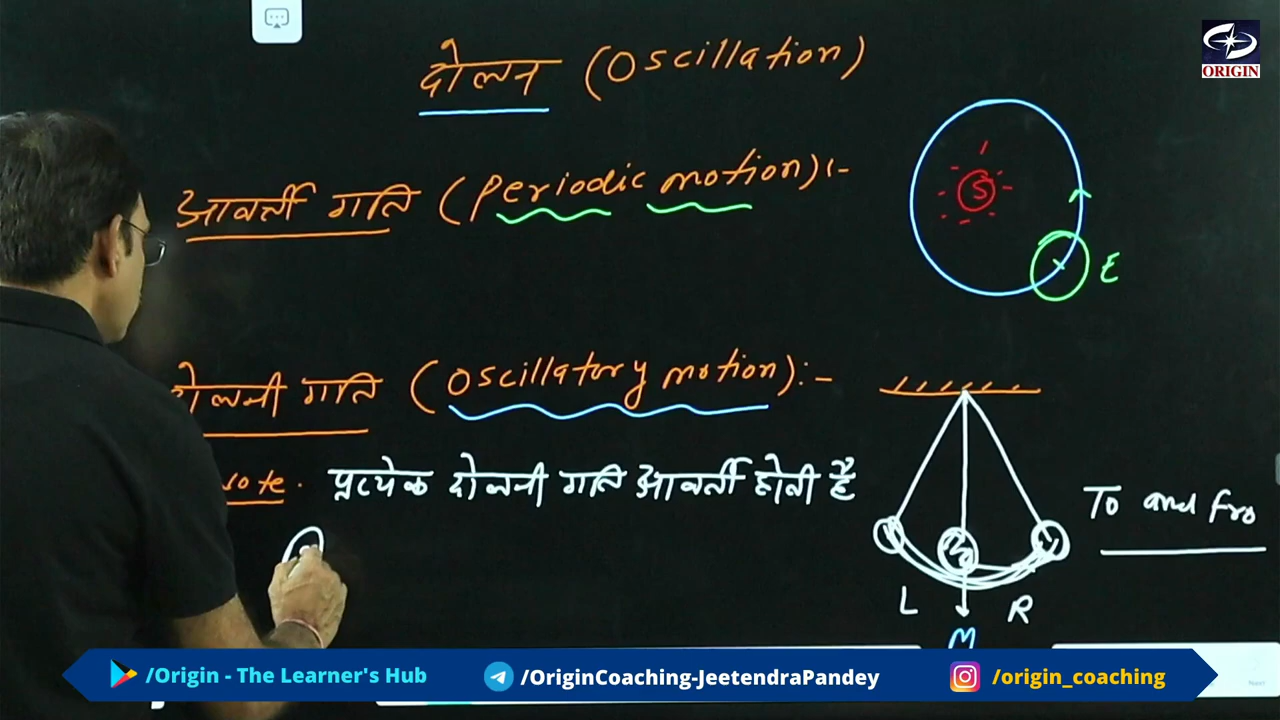 दोलन (Oscillation)
ORIGIN
आवर्ती गति (Periodic motion):-
S
E
दोलनी गति (Oscillatory motion):-
Note. प्रत्येक दोलनी गति आवर्ती होती है
To and fro
L
R
M
/Origin - The Learner's Hub
/OriginCoaching-JeetendraPandey
/origin_coaching